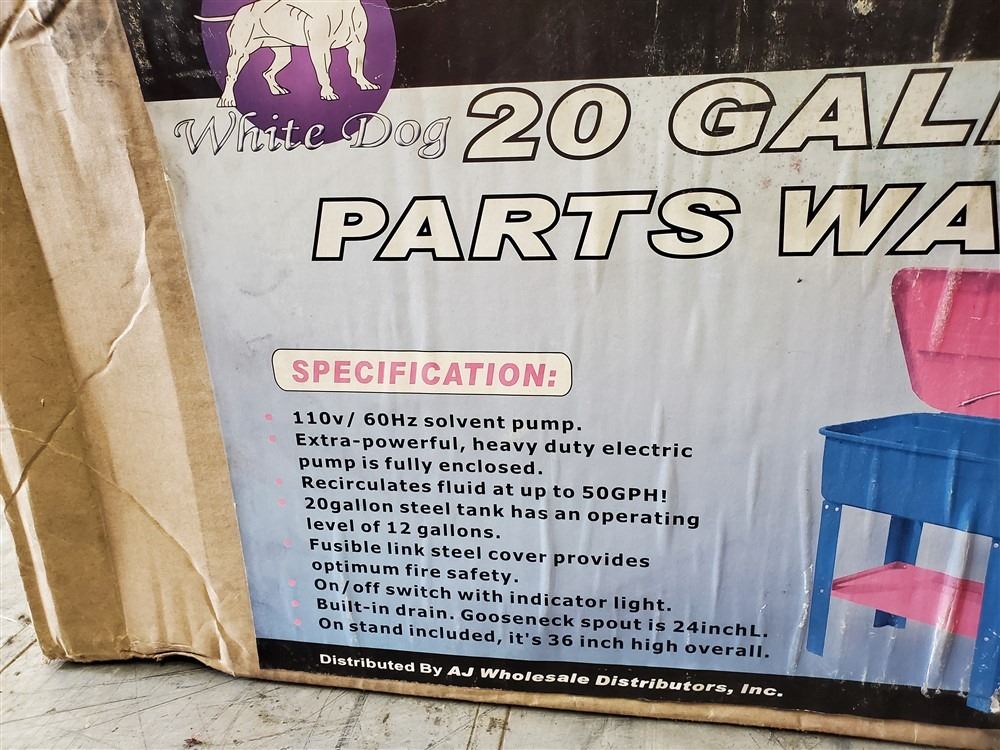 White Dog
20 GAL
PARTS WA
SPECIFICATION:
110v/ 60Hz solvent pump.
Extra-powerful, heavy duty electric
pump is fully enclosed.
Recirculates fluid at up to 50GPH!
20gallon steel tank has an operating
level of 12 gallons.
Fusible link steel cover provides
optimum fire safety.
On/off switch with indicator light.
Built-in drain. Gooseneck spout is 24inchL.
On stand included, it's 36 inch high overall.
Distributed By AJ Wholesale Distributors, Inc.